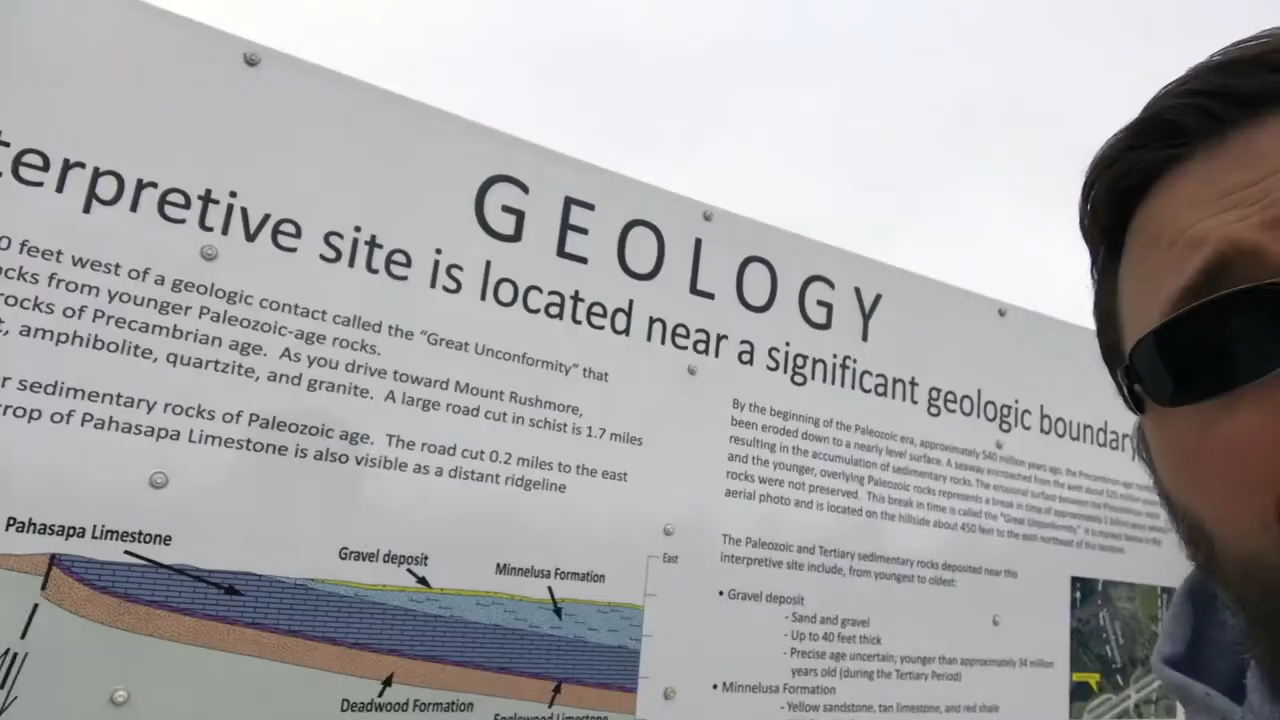 GEOLOGY
terpretive site is located near a significant geologic boundary
0 feet west of a geologic contact called the “Great Unconformity” that
ocks from younger Paleozoic-age rocks.
rocks of Precambrian age. As you drive toward Mount Rushmore,
t, amphibolite, quartzite, and granite. A large road cut in schist is 1.7 miles
r sedimentary rocks of Paleozoic age. The road cut 0.2 miles to the east
crop of Pahasapa Limestone is also visible as a distant ridgeline
Pahasapa Limestone
Gravel deposit
Minnelusa Formation
Deadwood Formation
Englewood Limestone
East
By the beginning of the Paleozoic era, approximately 540 million years ago, the Precambrian-age
been eroded down to a nearly level surface. A seaway encroached from the west about 525 million
resulting in the accumulation of sedimentary rocks. The erosional surface between the Precambrian
and the younger, overlying Paleozoic rocks represents a break in time of approximately
rocks were not preserved. This break in time is called the “Great Unconformity”
aerial photo and is located on the hillside about 450 feet to the east-northeast of this
The Paleozoic and Tertiary sedimentary rocks deposited near this
interpretive site include, from youngest to oldest:
• Gravel deposit
- Sand and gravel
- Up to 40 feet thick
- Precise age uncertain; younger than approximately 34 million
years old (during the Tertiary Period)
• Minnelusa Formation
- Yellow sandstone, tan limestone, and red shale